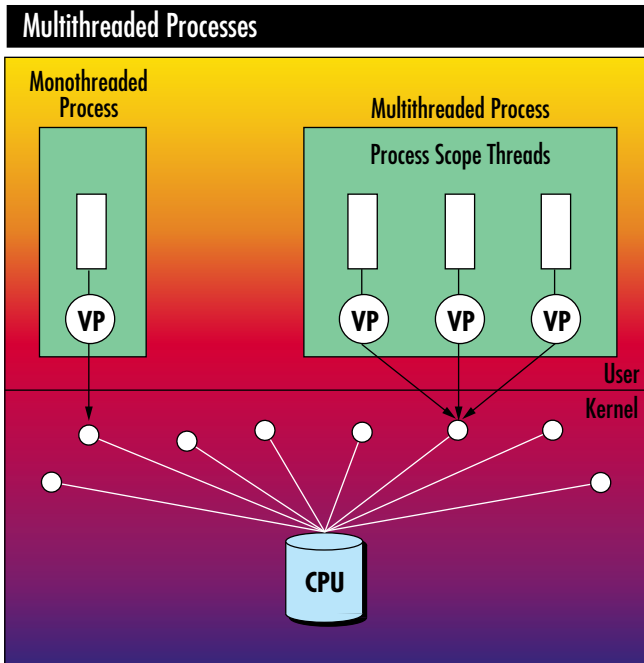 Multithreaded Processes
Monothreaded
Process
Multithreaded Process
Process Scope Threads
VP
VP
VP
VP
User
Kernel
CPU